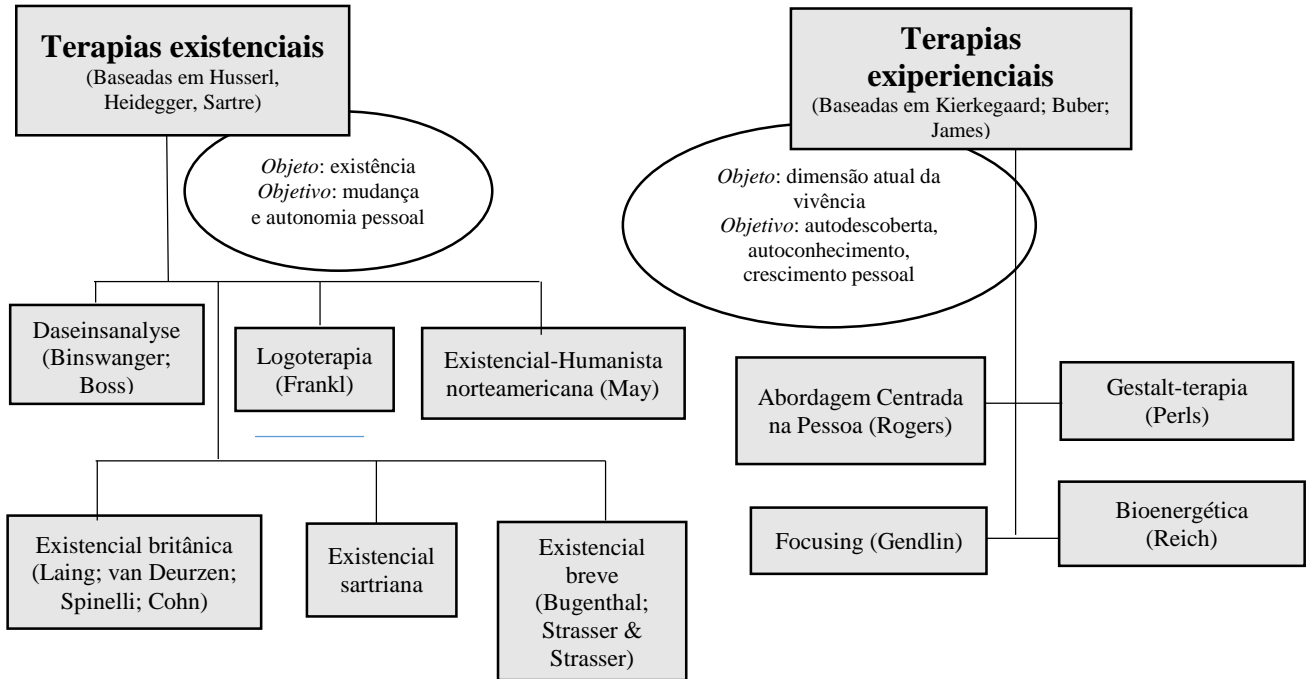 Terapias existenciais
(Baseadas em Husserl,
Heidegger, Sartre)
Objeto: existência
Objetivo: mudança
e autonomia pessoal
Daseinsanalyse
(Binswanger;
Boss)
Logoterapia
(Frankl)
Existencial-Humanista
norteamericana (May)
Existencial britânica
(Laing; van Deurzen;
Spinelli; Cohn)
Existencial
sartriana
Existencial
breve
(Bugenthal;
Strasser &
Strasser)
Terapias
exiperienciais
(Baseadas em Kierkegaard; Buber;
James)
Objeto: dimensão atual da
vivência
Objetivo: autodescoberta,
autoconhecimento,
crescimento pessoal
Abordagem Centrada
na Pessoa (Rogers)
Gestalt-terapia
(Perls)
Focusing (Gendlin)
Bioenergética
(Reich)